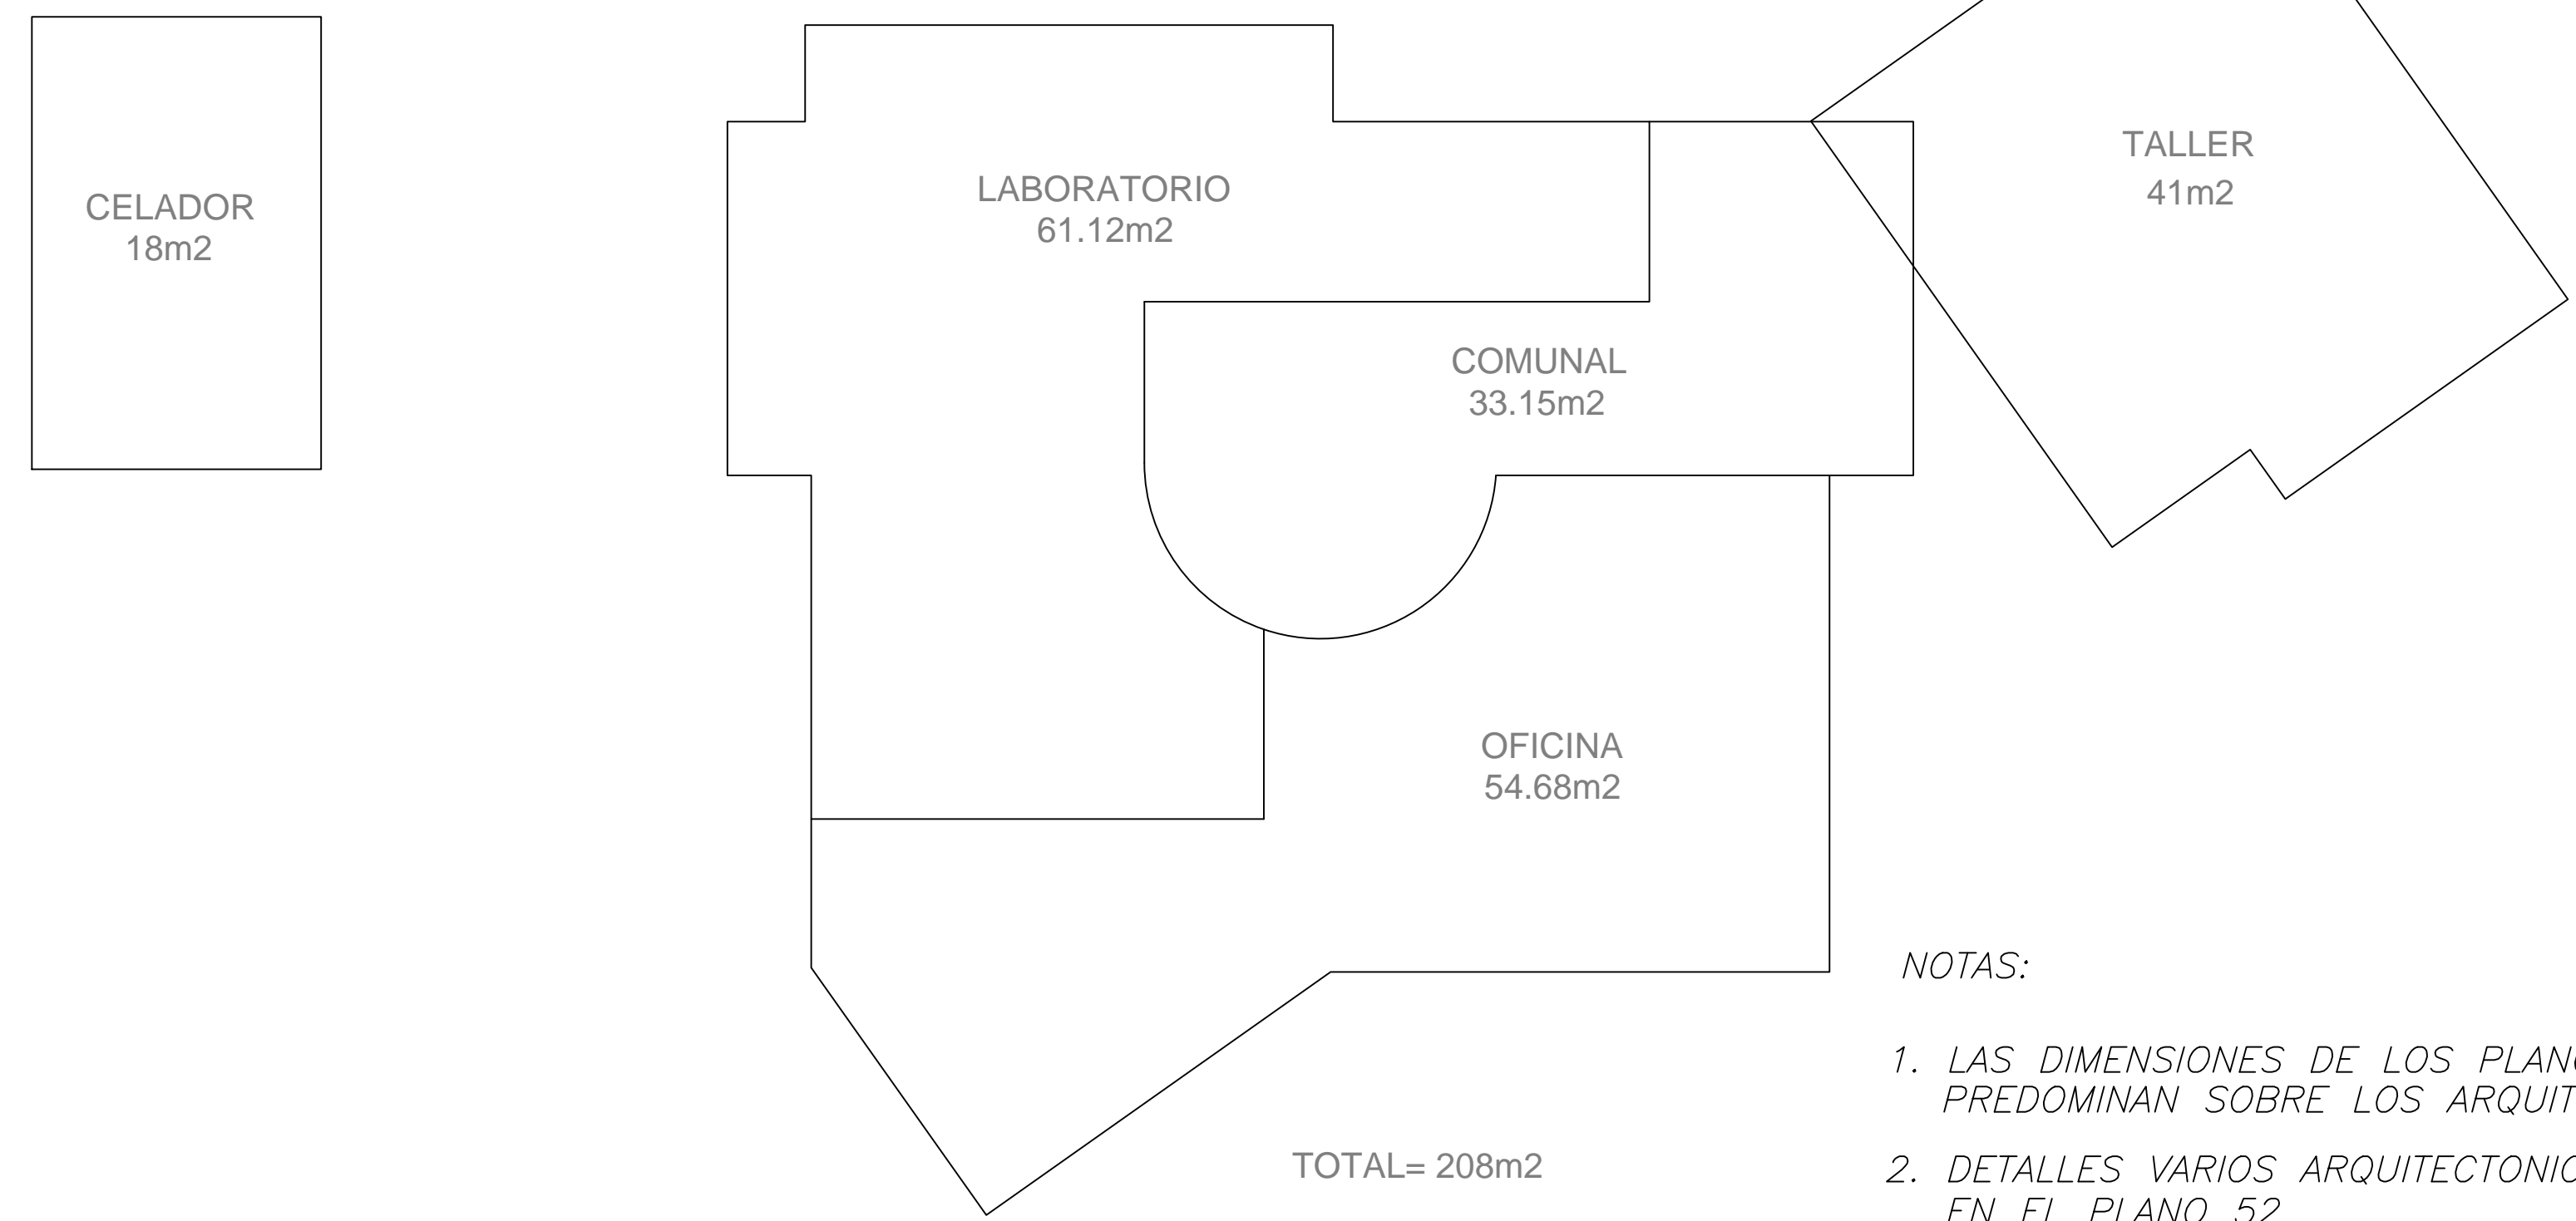 CELADOR
18m2
LABORATORIO
61.12m2
TALLER
41m2
COMUNAL
33.15m2
OFICINA
54.68m2
TOTAL= 208m2
NOTAS:
1. LAS DIMENSIONES DE LOS
PREDOMINAN SOBRE LOS
2. DETALLES VARIOS
EN EL PLANO 52